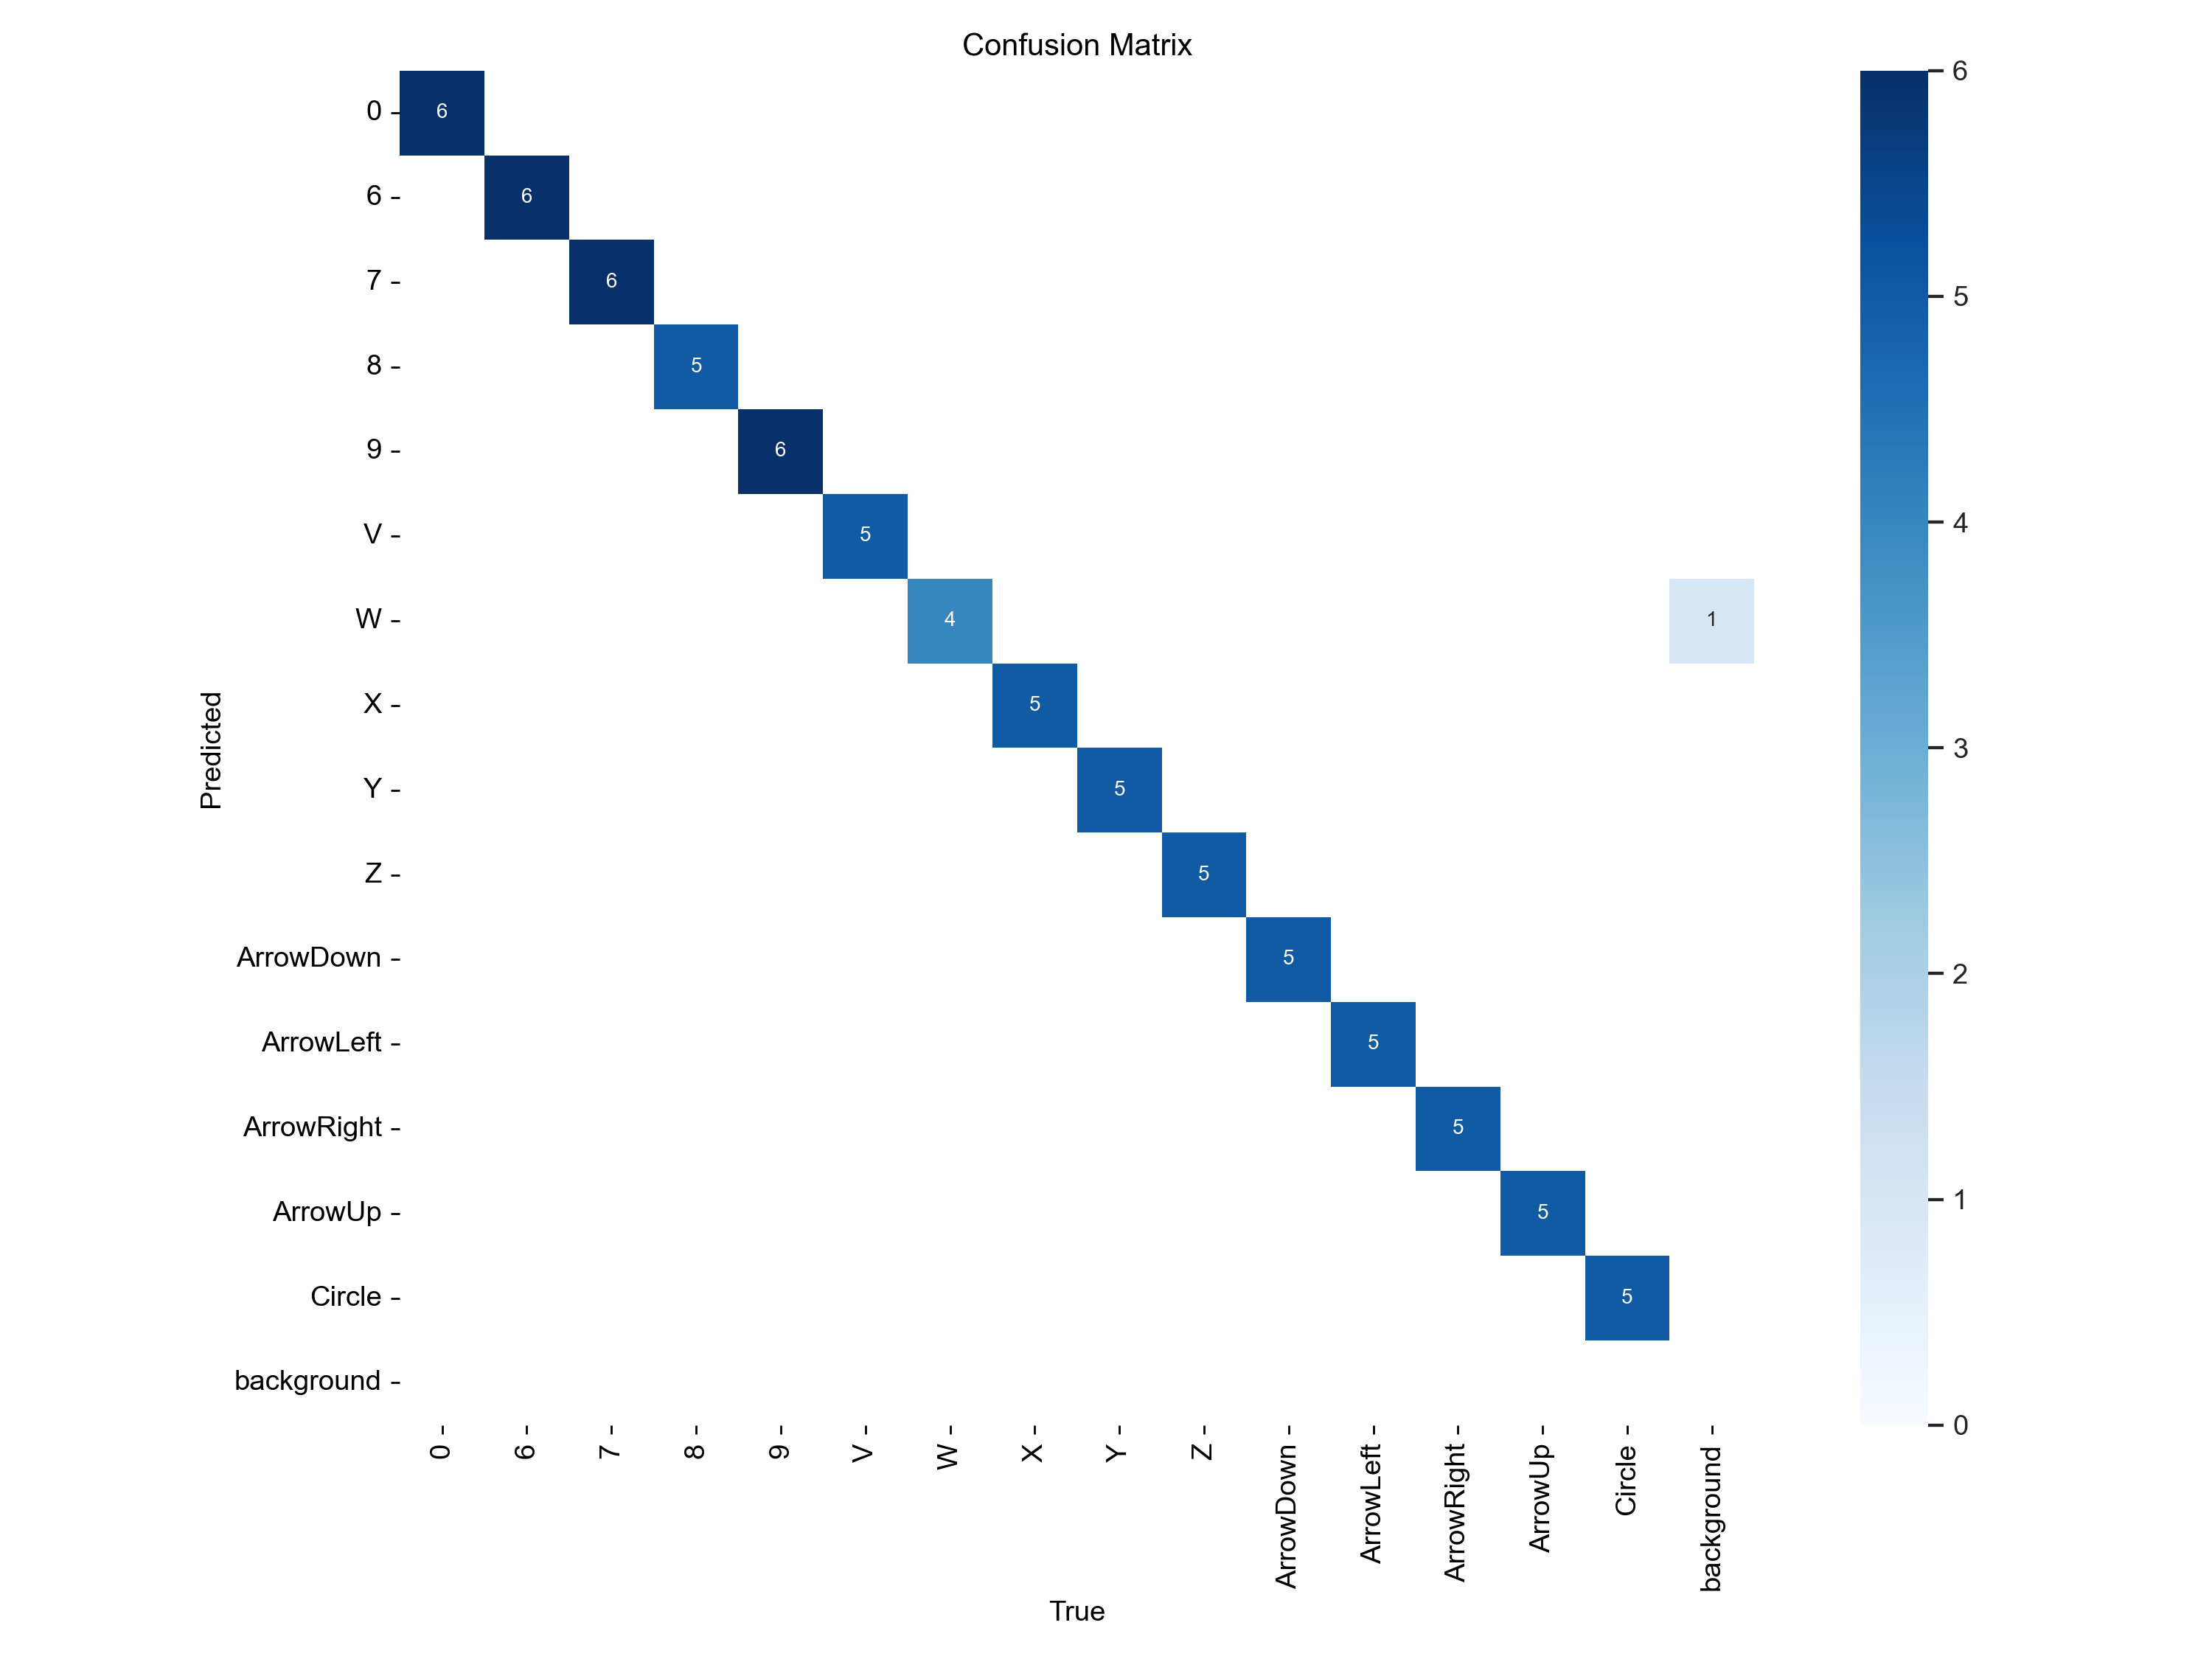 Confusion Matrix
0 6
6 6
7 6
8 5
9 6
V 5
W 4 1
X 5
Y 5
Z 5
ArrowDown 5
ArrowLeft 5
ArrowRight 5
ArrowUp 5
Circle 5
background
Predicted
0 6 7 8 9 V W X Y Z ArrowDown ArrowLeft ArrowRight ArrowUp Circle background
True
6
5
4
3
2
1
0